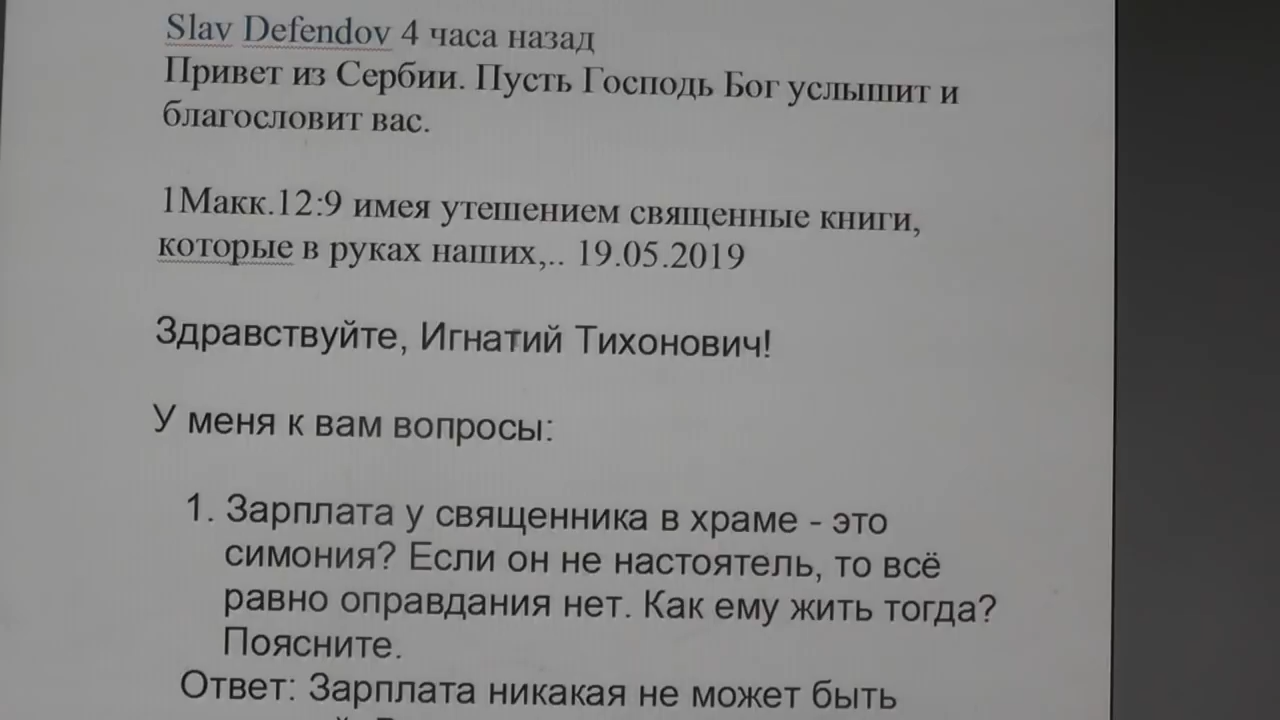 Slav Defendov 4 часа назад
Привет из Сербии. Пусть Господь Бог услышит и
благословит вас.
1Макк.12:9 имея утешением священные книги,
которые в руках наших,.. 19.05.2019
Здравствуйте, Игнатий Тихонович!
У меня к вам вопросы:
1. Зарплата у священника в храме - это
симония? Если он не настоятель, то всё
равно оправдания нет. Как ему жить тогда?
Поясните.
Ответ: Зарплата никакая не может быть